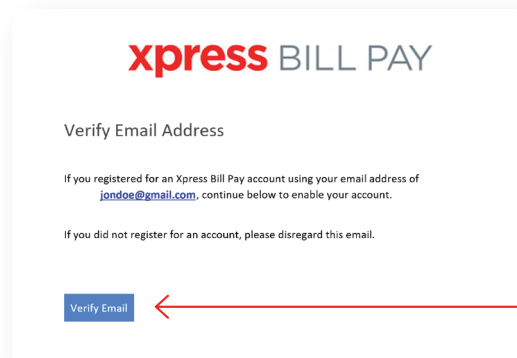 xpress BILL PAY
Verify Email Address
If you registered for an Xpress Bill Pay account using your email address of
jondoe@gmail.com, continue below to enable your account.
If you did not register for an account, please disregard this email.
Verify Email